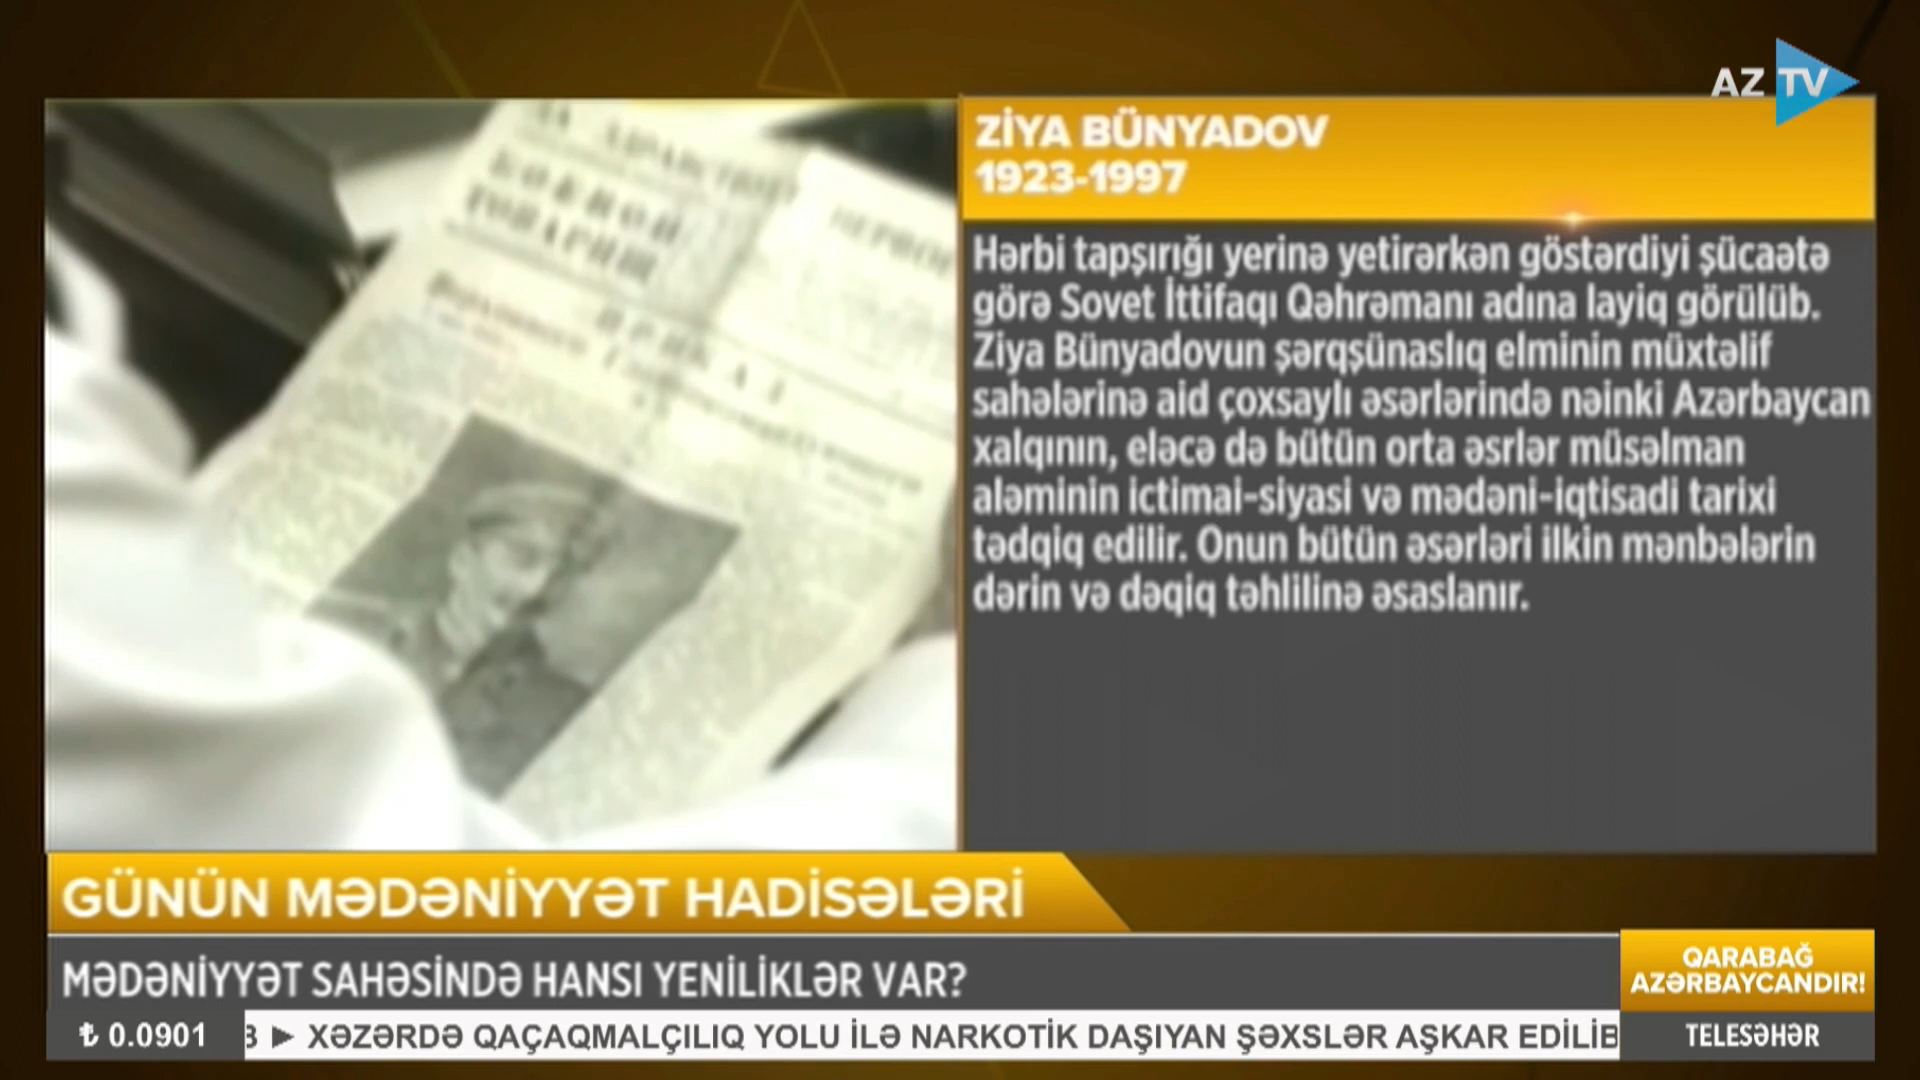 AZ TV
ZİYA BÜNYADOV
1923-1997
Hərbi tapşırığı yerinə yetirərkən göstərdiyi şücaətə
görə Sovet İttifaqı Qəhrəmanı adına layiq görülüb.
Ziya Bünyadovun şərqşünaslıq elminin müxtəlif
sahələrinə aid çoxsaylı əsərlərində nəinki Azərbaycan
xalqının, eləcə də bütün orta əsrlər müsəlman
aləminin ictimai-siyasi və mədəni-iqtisadi tarixi
tədqiq edilir. Onun bütün əsərləri ilkin mənbələrin
dərin və dəqiq təhlilinə əsaslanır.
GÜNÜN MƏDƏNİYYƏT HADİSƏLƏRİ
MƏDƏNİYYƏT SAHƏSİNDƏ HANSI YENİLİKLƏR VAR?
QARABAĞ
AZƏRBAYCANDIR!
₺ 0.0901
► XƏZƏRDƏ QAÇAQMALÇILIQ YOLU İLƏ NARKOTİK DAŞIYAN ŞƏXSLƏR AŞKAR EDİLİB
TELESƏHƏR